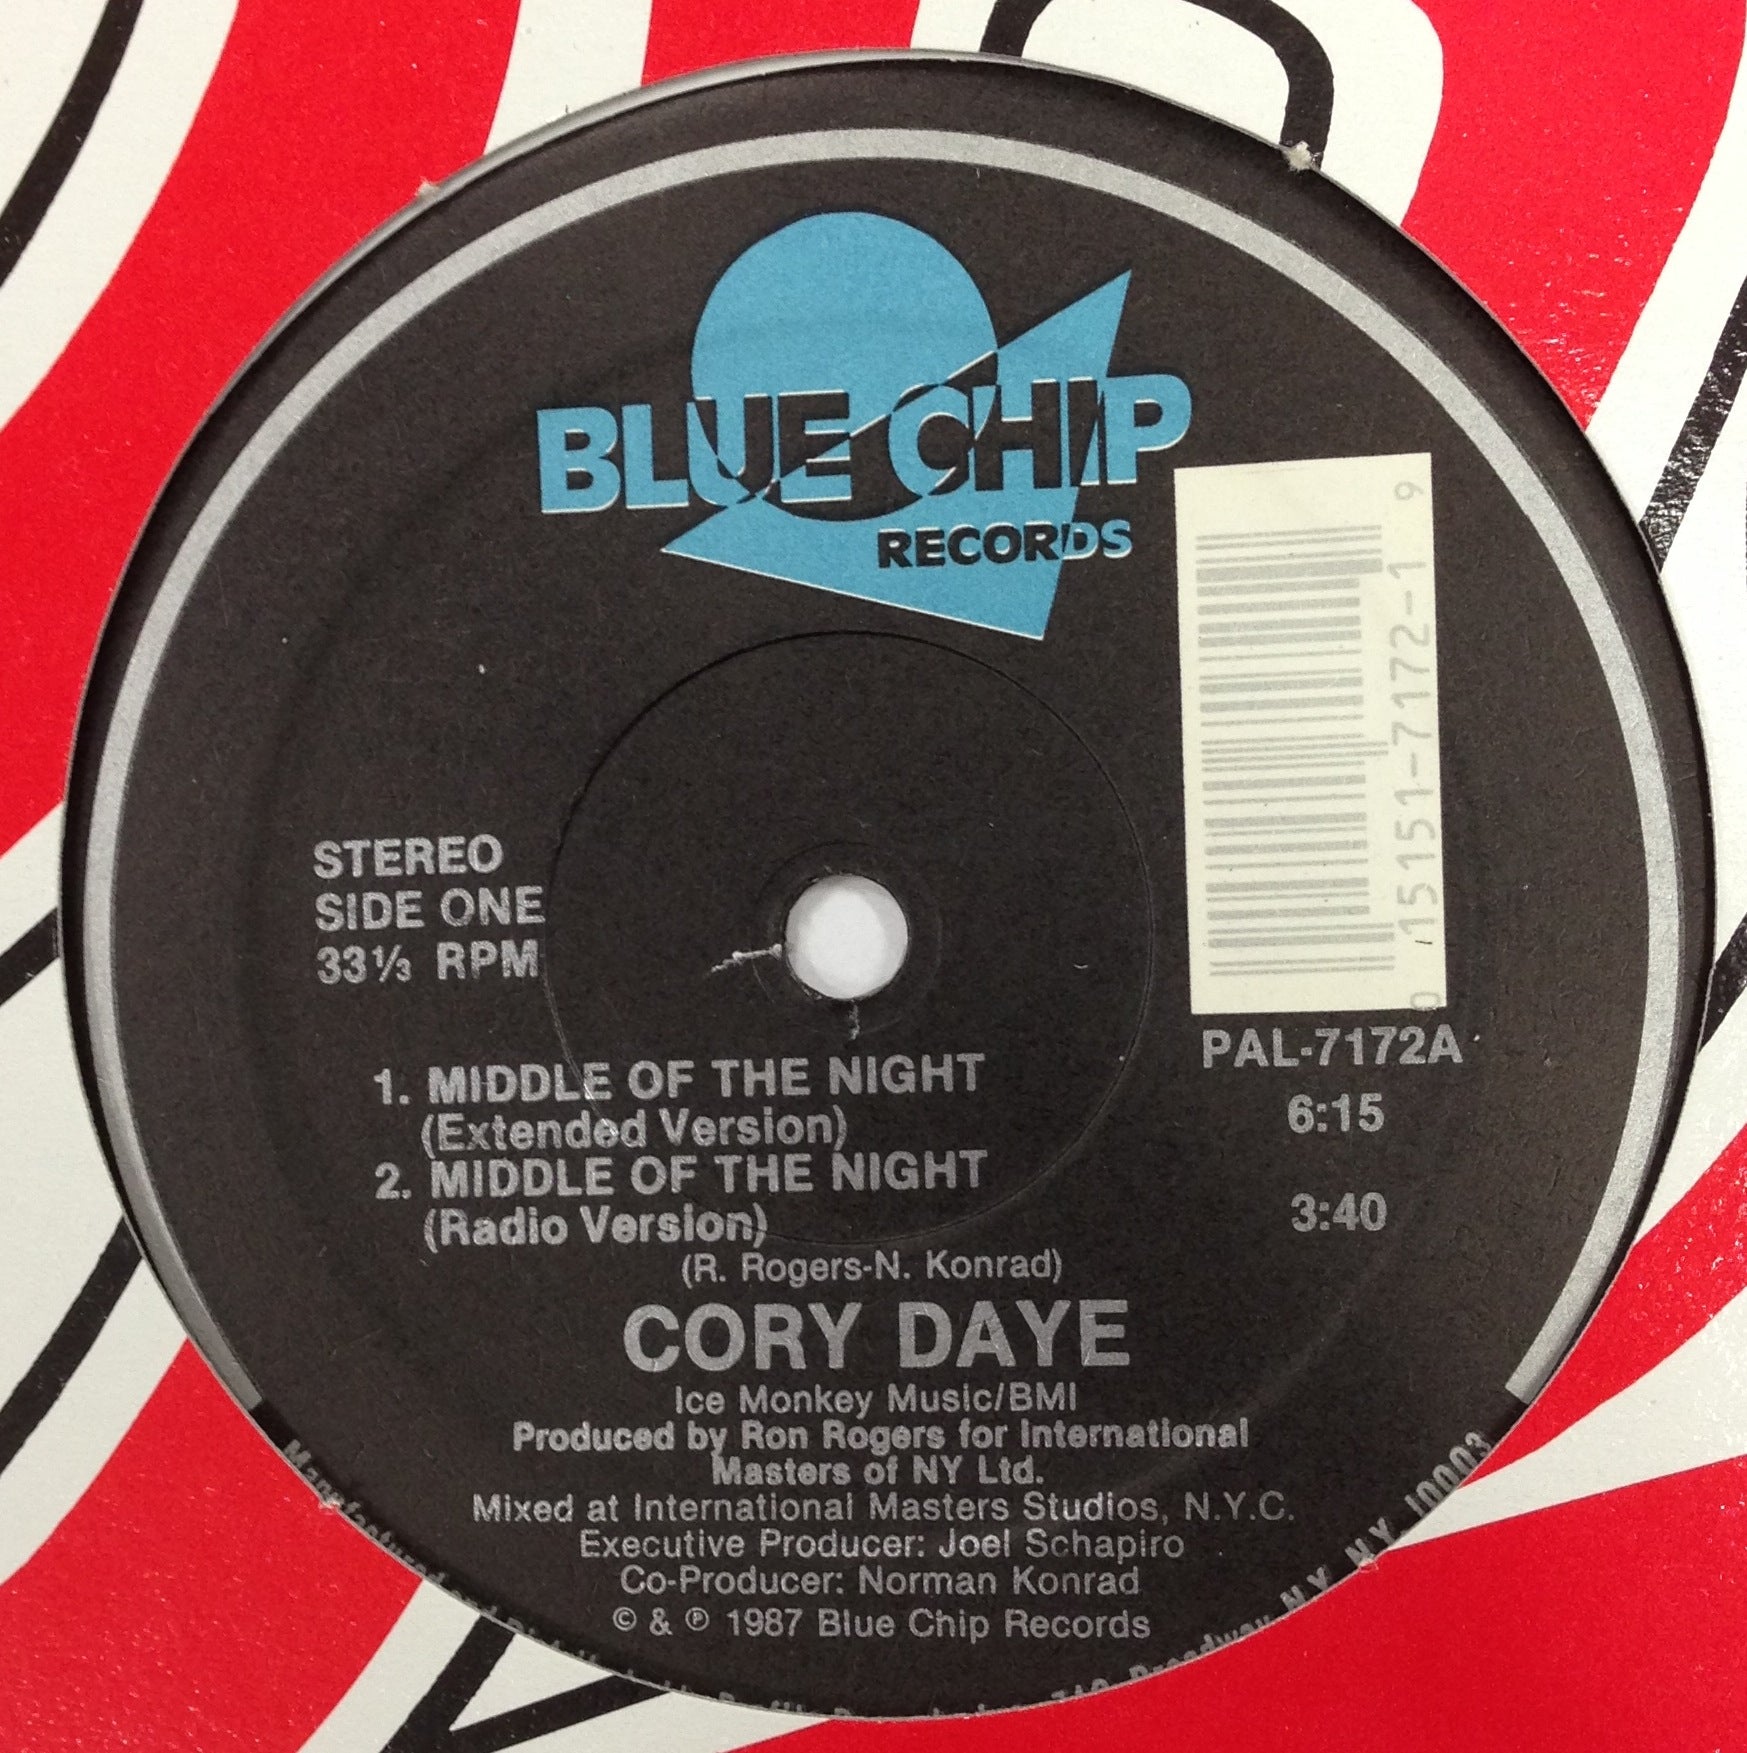 BLUE CHIP
RECORDS
0 15151-7172-1 9
STEREO
SIDE ONE
33⅓ RPM
PAL-7172A
1. MIDDLE OF THE NIGHT
(Extended Version) 6:15
2. MIDDLE OF THE NIGHT
(Radio Version) 3:40
(R. Rogers-N. Konrad)
CORY DAYE
Ice Monkey Music/BMI
Produced by Ron Rogers for International
Masters of NY Ltd.
Mixed at International Masters Studios, N.Y.C.
Executive Producer: Joel Schapiro
Co-Producer: Norman Konrad
© & ℗ 1987 Blue Chip Records
Manufactured Broadway N.Y. N.Y. 10003